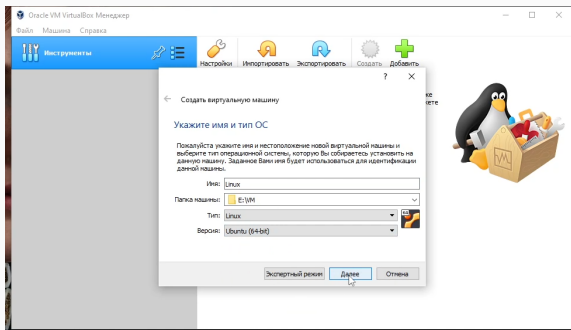 Oracle VM VirtualBox Менеджер
Файл Машина Справка
Инструменты
Настройки Импортировать Экспортировать Создать Добавить
? 
Создать виртуальную машину
Укажите имя и тип ОС
Пожалуйста укажите имя и местоположение новой виртуальной машины и
выберите тип операционной системы, которую Вы собираетесь установить на
данную машину. Заданное Вами имя будет использоваться для идентификации
данной машины.
Имя: Linux
Папка машины: E:\VM
Тип: Linux
64
Версия: Ubuntu (64-bit)
Экспертный режим Далее Отмена